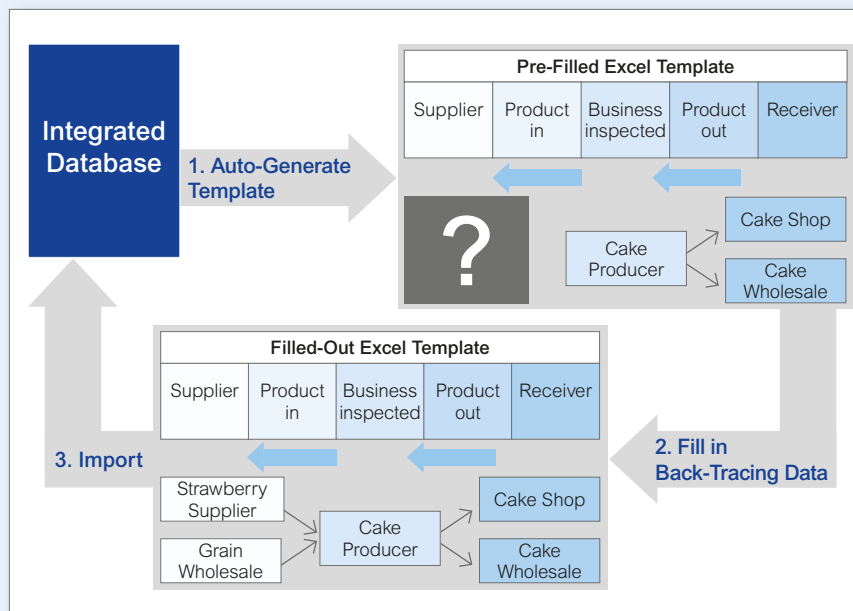 Integrated
Database
1. Auto-Generate
Template
Pre-Filled Excel Template
Supplier
Product
in
Business
inspected
Product
out
Receiver
?
Cake
Producer
Cake Shop
Cake
Wholesale
2. Fill in
Back-Tracing Data
Filled-Out Excel Template
Supplier
Product
in
Business
inspected
Product
out
Receiver
Strawberry
Supplier
Grain
Wholesale
Cake
Producer
Cake Shop
Cake
Wholesale
3. Import